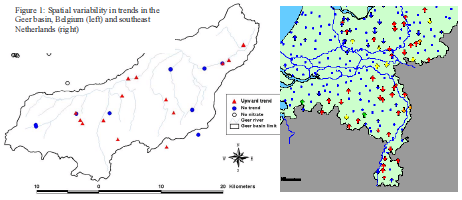 Figure 1: Spatial variability in trends in the
Geer basin, Belgium (left) and southeast
Netherlands (right)
Upward trend
No trend
No nitrate
Geer river
Geer basin limit
10 0 10 20 Kilometers